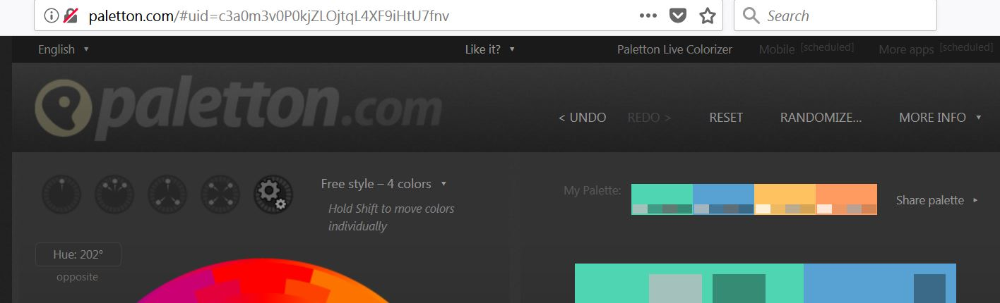 paletton.com/#uid=c3a0m3v0P0kjZLOjtqL4XF9iHtU7fnv
Search
English
Like it?
Paletton Live Colorizer
Mobile [scheduled]
More apps [scheduled]
paletton.com
< UNDO
REDO >
RESET
RANDOMIZE...
MORE INFO
Free style – 4 colors
Hold Shift to move colors
individually
My Palette:
Share palette
Hue: 202°
opposite